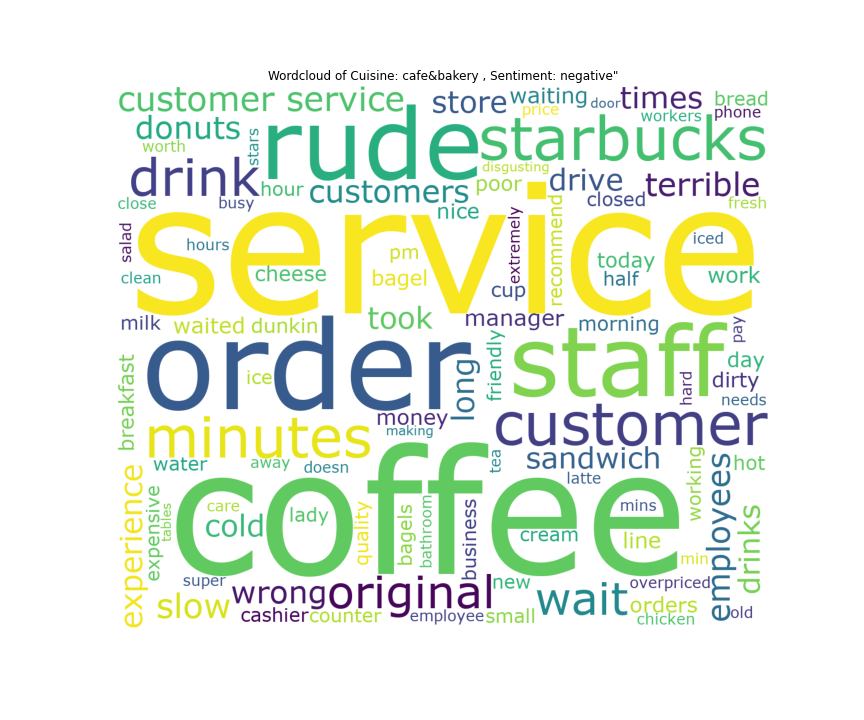 Wordcloud of Cuisine: cafe&bakery , Sentiment: negative"
customer service
store
waiting
door
times
bread
price
workers
phone
donuts
stars
rude
starbucks
worth
disgusting
drink
hour
customers
poor
drive
terrible
close
busy
nice
closed
fresh
service
salad
hours
extremely
recommend
iced
pm
clean
cheese
bagel
today
half
work
cup
milk
waited
dunkin
took
manager
morning
pay
order
staff
long
friendly
day
breakfast
ice
hard
dirty
needs
money
minutes
making
customer
water
away
doesn
tea
sandwich
working
employees
hot
coffee
latte
experience
expensive
tables
care
cold
lady
quality
bagels
bathroom
business
cream
mins
line
drinks
min
super
wrong
original
new
wait
overpriced
slow
cashier
counter
employee
small
orders
chicken
old